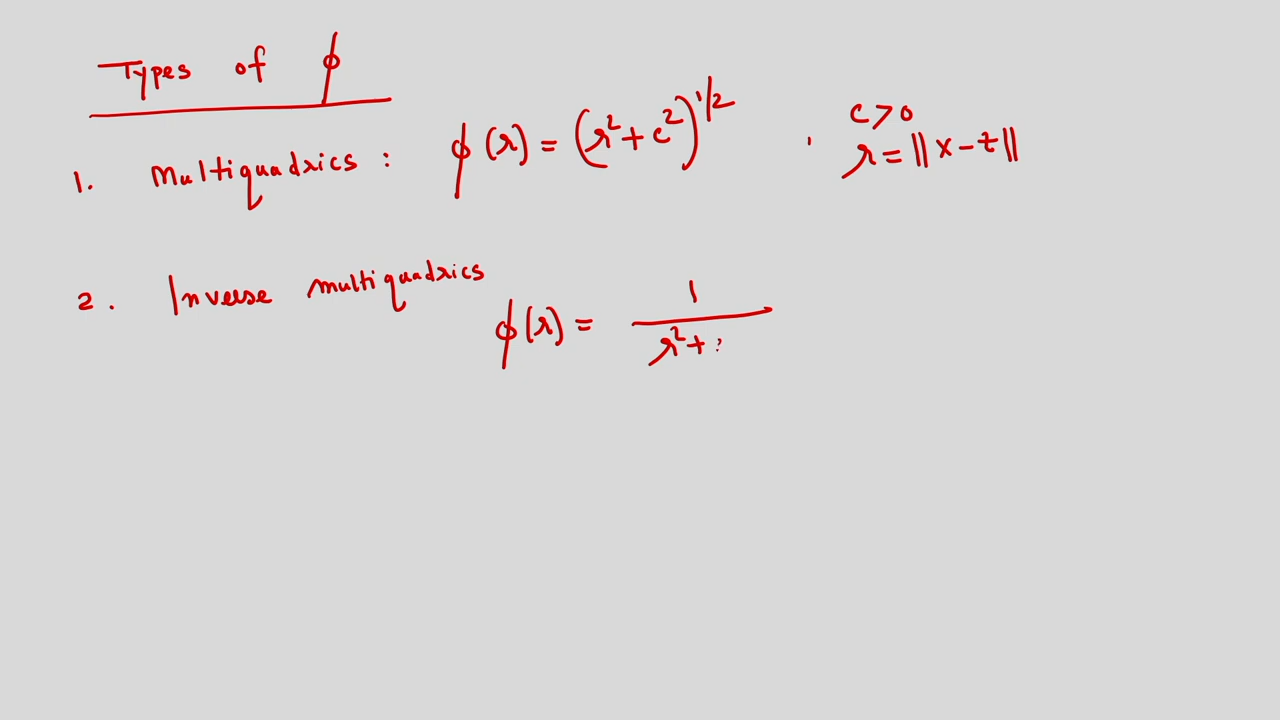 Types of ϕ
1. Multiquadrics : ϕ(r) = (r² + c²)^1/2 , c > 0
r = ||x - t||
2. Inverse multiquadrics
ϕ(r) = 1 / r² +